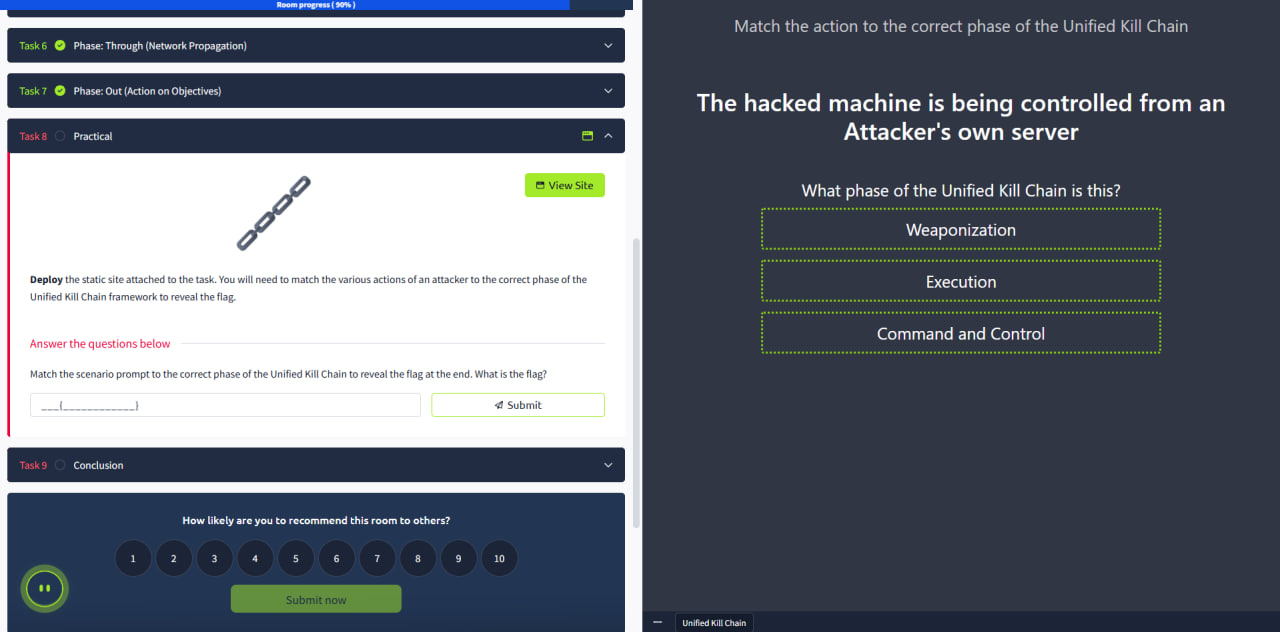 Room progress ( 90% )
Task 6 Phase: Through (Network Propagation)
Task 7 Phase: Out (Action on Objectives)
Task 8 Practical
View Site
Deploy the static site attached to the task. You will need to match the various actions of an attacker to the correct phase of the
Unified Kill Chain framework to reveal the flag.
Answer the questions below
Match the scenario prompt to the correct phase of the Unified Kill Chain to reveal the flag at the end. What is the flag?
___{____________}
Submit
Task 9 Conclusion
How likely are you to recommend this room to others?
1 2 3 4 5 6 7 8 9 10
Submit now
Match the action to the correct phase of the Unified Kill Chain
The hacked machine is being controlled from an
Attacker's own server
What phase of the Unified Kill Chain is this?
Weaponization
Execution
Command and Control
Unified Kill Chain